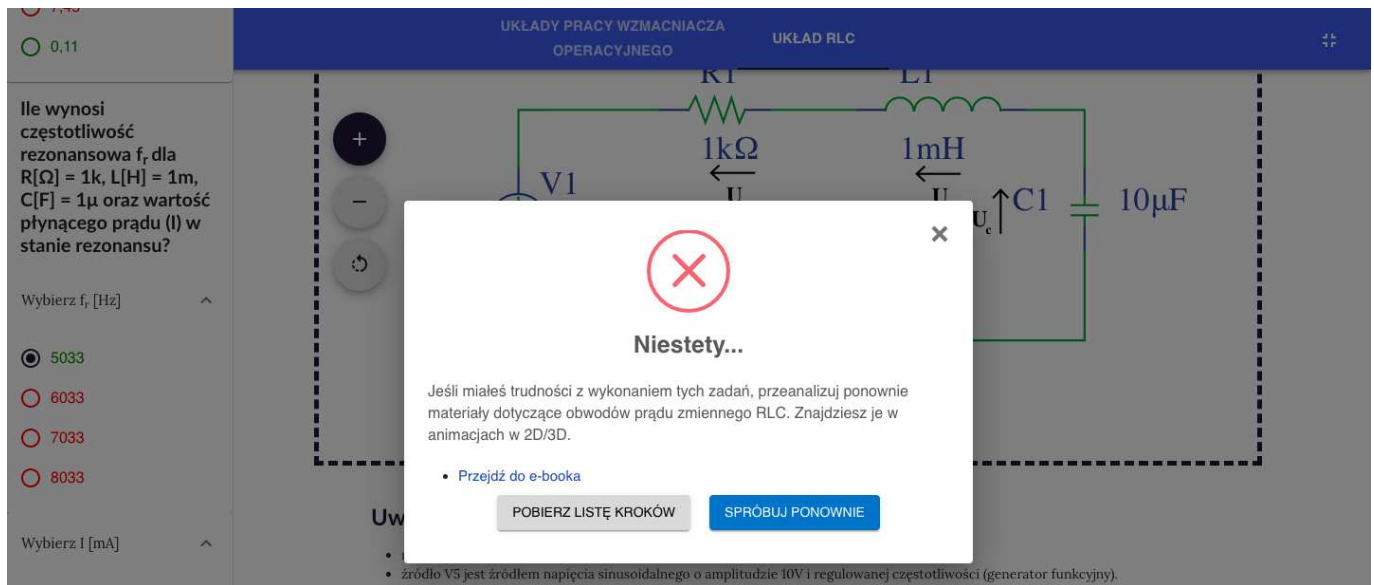 0,11
Ile wynosi
częstotliwość
rezonansowa fᵣ dla
R[Ω] = 1k, L[H] = 1m,
C[F] = 1μ oraz wartość
płynącego prądu (I) w
stanie rezonansu?
Wybierz fᵣ [Hz]
5033
6033
7033
8033
Wybierz I [mA]
UKŁADY PRACY WZMACNIACZA
OPERACYJNEGO
UKŁAD RLC
R1
L1
1kΩ
1mH
V1
U
U
U꜀
C1
10μF
Niestety...
Jeśli miałeś trudności z wykonaniem tych zadań, przeanalizuj ponownie
materiały dotyczące obwodów prądu zmiennego RLC. Znajdziesz je w
animacjach w 2D/3D.
Przejdź do e-booka
POBIERZ LISTĘ KROKÓW
SPRÓBUJ PONOWNIE
Uw
źródło V5 jest źródłem napięcia sinusoidalnego o amplitudzie 10V i regulowanej częstotliwości (generator funkcyjny).